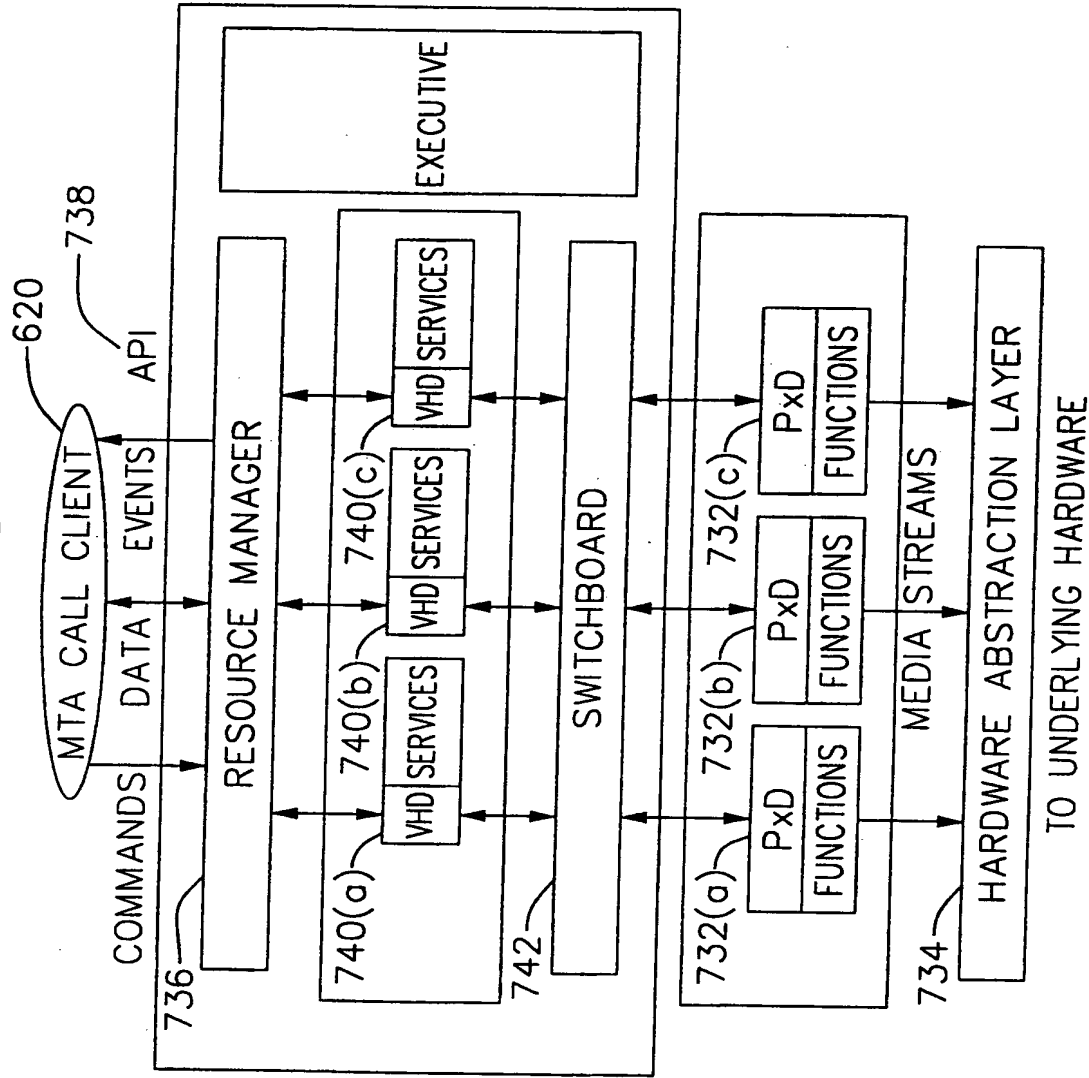 620
738
MTA CALL CLIENT
COMMANDS DATA EVENTS API
736
RESOURCE MANAGER
EXECUTIVE
740(a) 740(b) 740(c)
VHD SERVICES VHD SERVICES VHD SERVICES
742
SWITCHBOARD
732(a) 732(b) 732(c)
PxD PxD PxD
FUNCTIONS FUNCTIONS FUNCTIONS
MEDIA STREAMS
734
HARDWARE ABSTRACTION LAYER
TO UNDERLYING HARDWARE